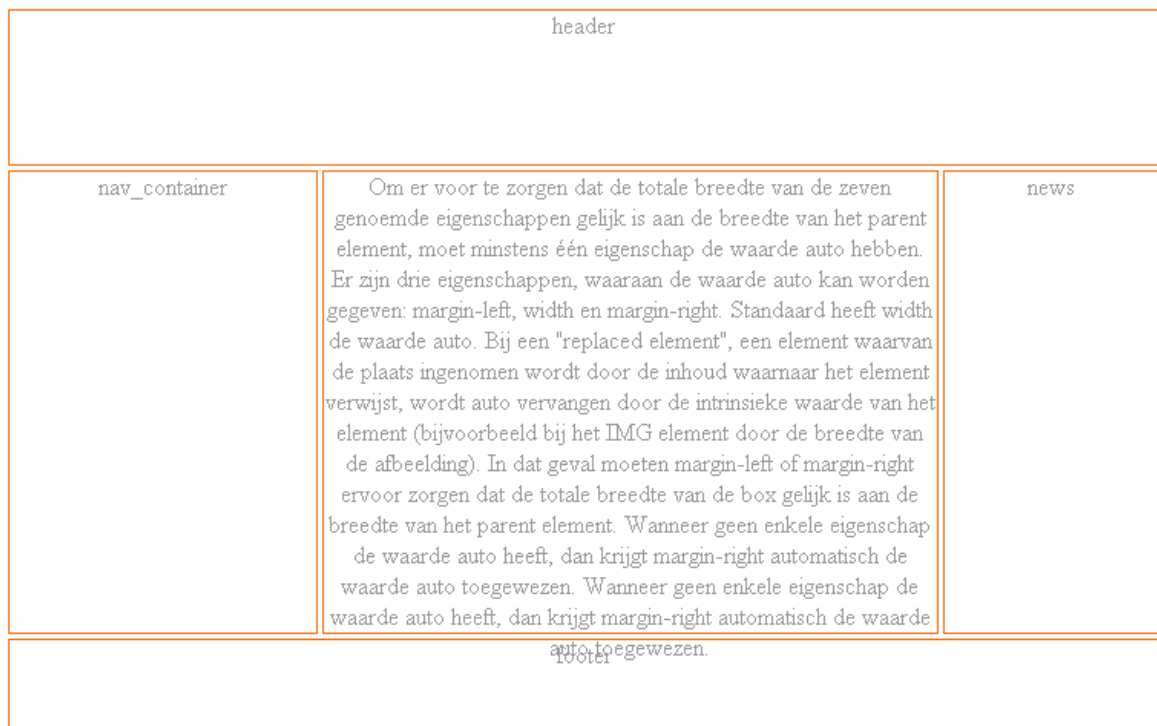 header
nav_container
Om er voor te zorgen dat de totale breedte van de zeven
genoemde eigenschappen gelijk is aan de breedte van het parent
element, moet minstens één eigenschap de waarde auto hebben.
Er zijn drie eigenschappen, waaraan de waarde auto kan worden
gegeven: margin-left, width en margin-right. Standaard heeft width
de waarde auto. Bij een "replaced element", een element waarvan
de plaats ingenomen wordt door de inhoud waarnaar het element
verwijst, wordt auto vervangen door de intrinsieke waarde van het
element (bijvoorbeeld bij het IMG element door de breedte van
de afbeelding). In dat geval moeten margin-left of margin-right
ervoor zorgen dat de totale breedte van de box gelijk is aan de
breedte van het parent element. Wanneer geen enkele eigenschap
de waarde auto heeft, dan krijgt margin-right automatisch de
waarde auto toegewezen. Wanneer geen enkele eigenschap de
waarde auto heeft, dan krijgt margin-right automatisch de waarde
auto toegewezen.
news
footer